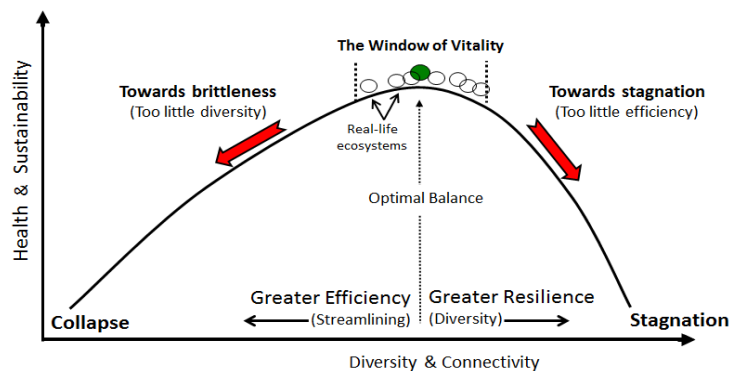 The Window of Vitality
Towards brittleness
(Too little diversity)
Towards stagnation
(Too little efficiency)
Real-life
ecosystems
Optimal Balance
Health & Sustainability
Greater Efficiency
(Streamlining)
Greater Resilience
(Diversity)
Collapse
Stagnation
Diversity & Connectivity